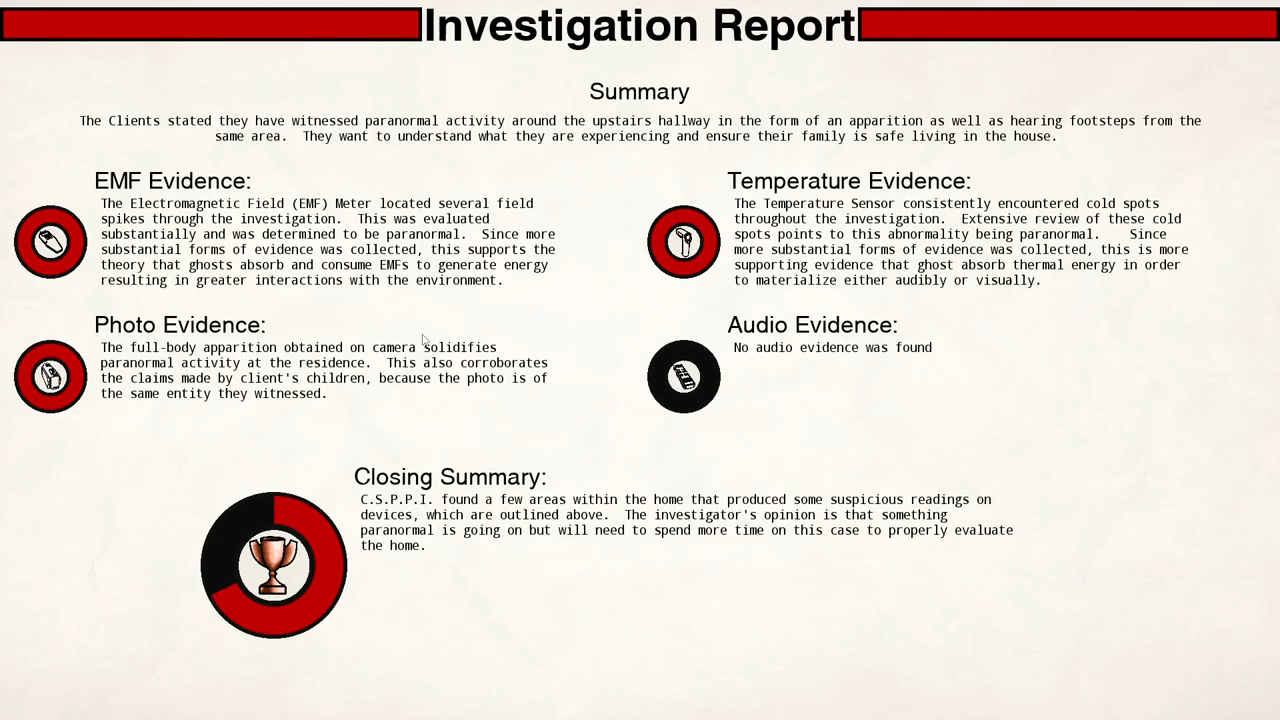 Investigation Report
Summary
The Clients stated they have witnessed paranormal activity around the upstairs hallway in the form of an apparition as well as hearing footsteps from the
same area. They want to understand what they are experiencing and ensure their family is safe living in the house.
EMF Evidence:
The Electromagnetic Field (EMF) Meter located several field
spikes through the investigation. This was evaluated
substantially and was determined to be paranormal. Since more
substantial forms of evidence was collected, this supports the
theory that ghosts absorb and consume EMFs to generate energy
resulting in greater interactions with the environment.
Temperature Evidence:
The Temperature Sensor consistently encountered cold spots
throughout the investigation. Extensive review of these cold
spots points to this abnormality being paranormal. Since
more substantial forms of evidence was collected, this is more
supporting evidence that ghost absorb thermal energy in order
to materialize either audibly or visually.
Photo Evidence:
The full-body apparition obtained on camera solidifies
paranormal activity at the residence. This also corroborates
the claims made by client's children, because the photo is of
the same entity they witnessed.
Audio Evidence:
No audio evidence was found
Closing Summary:
C.S.P.P.I. found a few areas within the home that produced some suspicious readings on
devices, which are outlined above. The investigator's opinion is that something
paranormal is going on but will need to spend more time on this case to properly evaluate
the home.